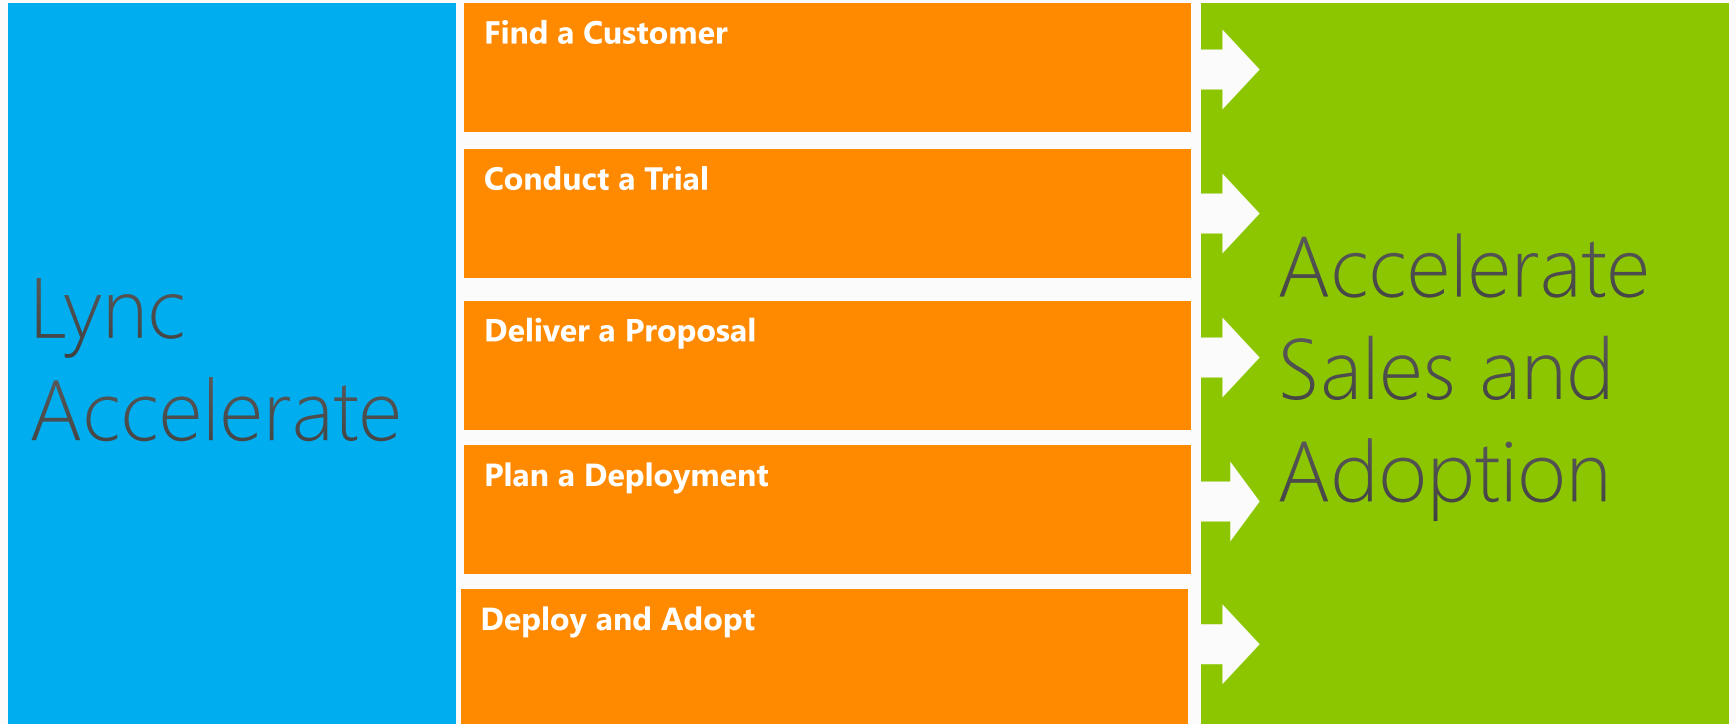 Lync
Accelerate
Find a Customer
Conduct a Trial
Deliver a Proposal
Plan a Deployment
Deploy and Adopt
Accelerate
Sales and
Adoption